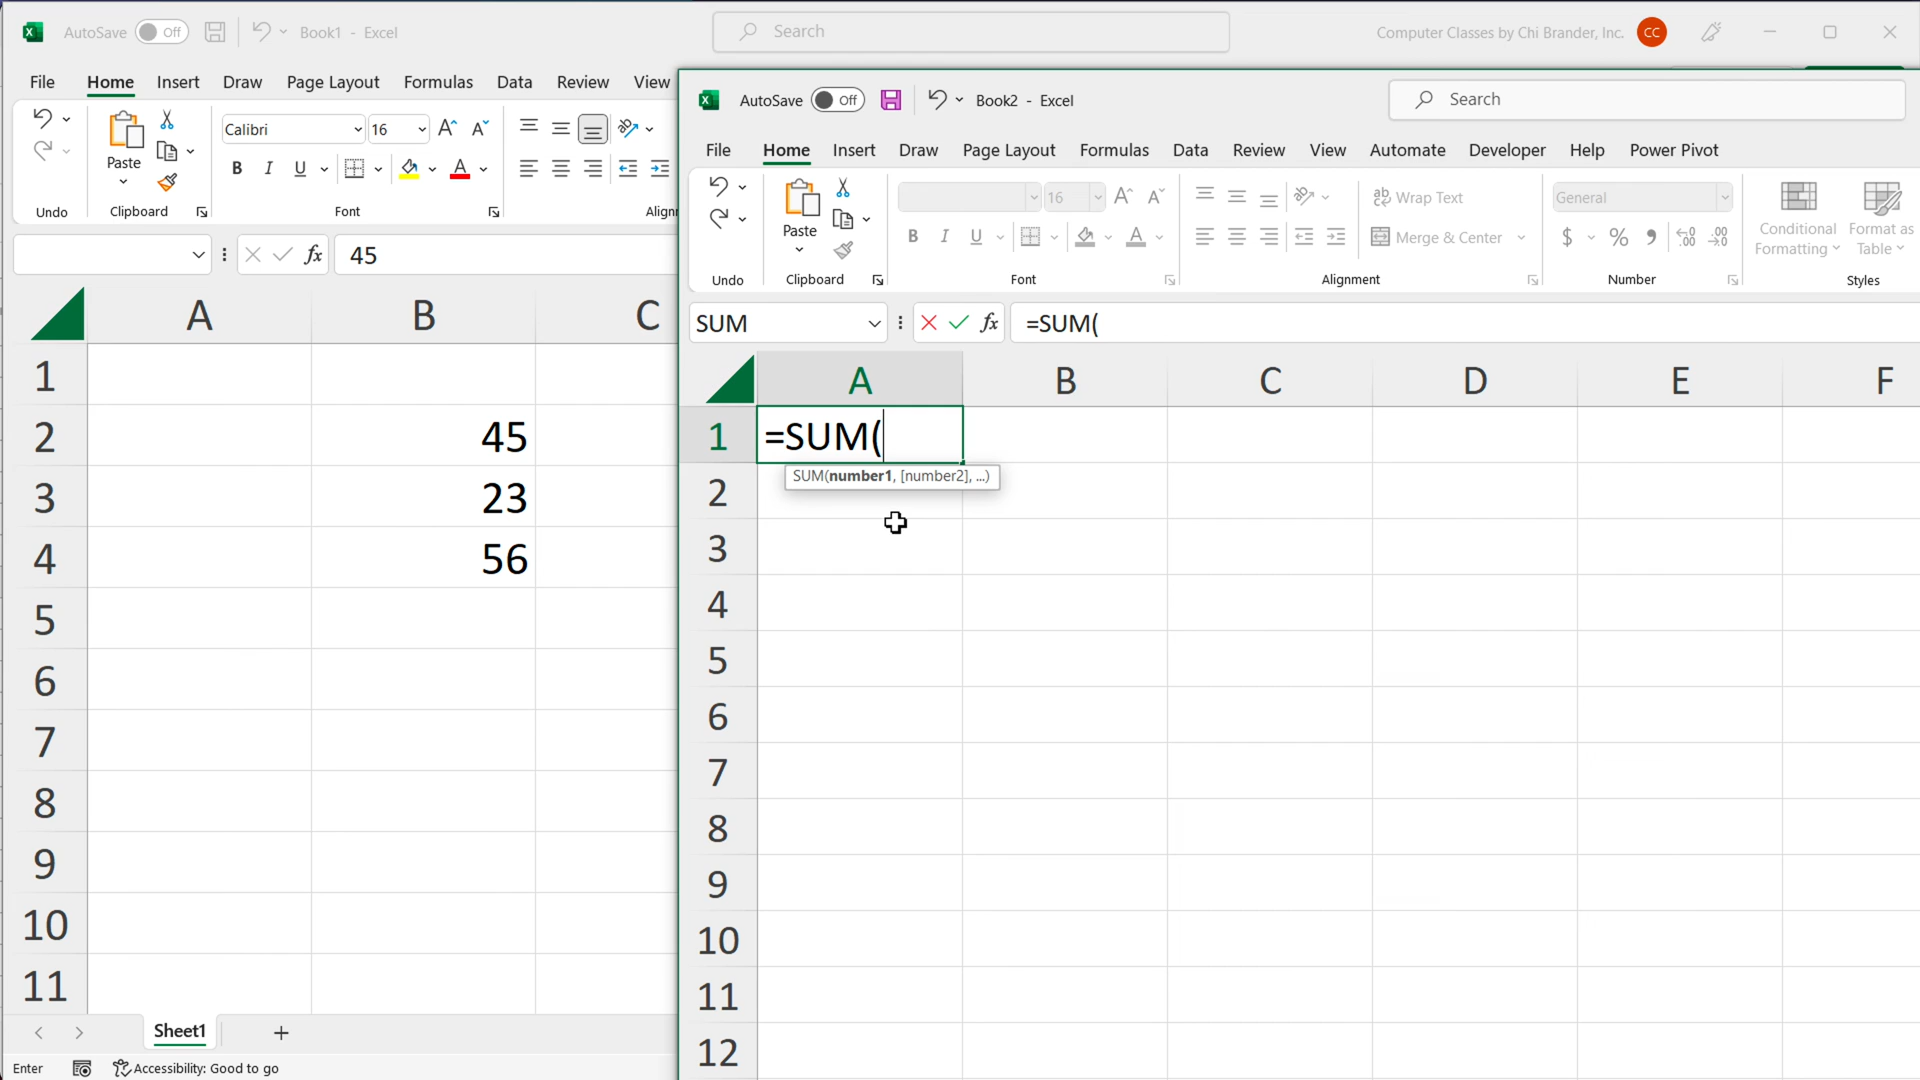 AutoSave Off Book1 - Excel Search Computer Classes by Chi Brander, Inc. CC
File Home Insert Draw Page Layout Formulas Data Review View
Paste Calibri 16
B I U A
Undo Clipboard Font Alignr
fx 45
A B C
1
2 45
3 23
4 56
5
6
7
8
9
10
11
Sheet1 +
Enter Accessibility: Good to go
AutoSave Off Book2 - Excel Search
File Home Insert Draw Page Layout Formulas Data Review View Automate Developer Help Power Pivot
Paste 16 ab Wrap Text General Conditional Formatting Format as Table
B I U A Merge & Center $ % 9
Undo Clipboard Font Alignment Number Styles
SUM fx =SUM(
A B C D E F
1 =SUM(
SUM(number1, [number2], ...)
2
3
4
5
6
7
8
9
10
11
12